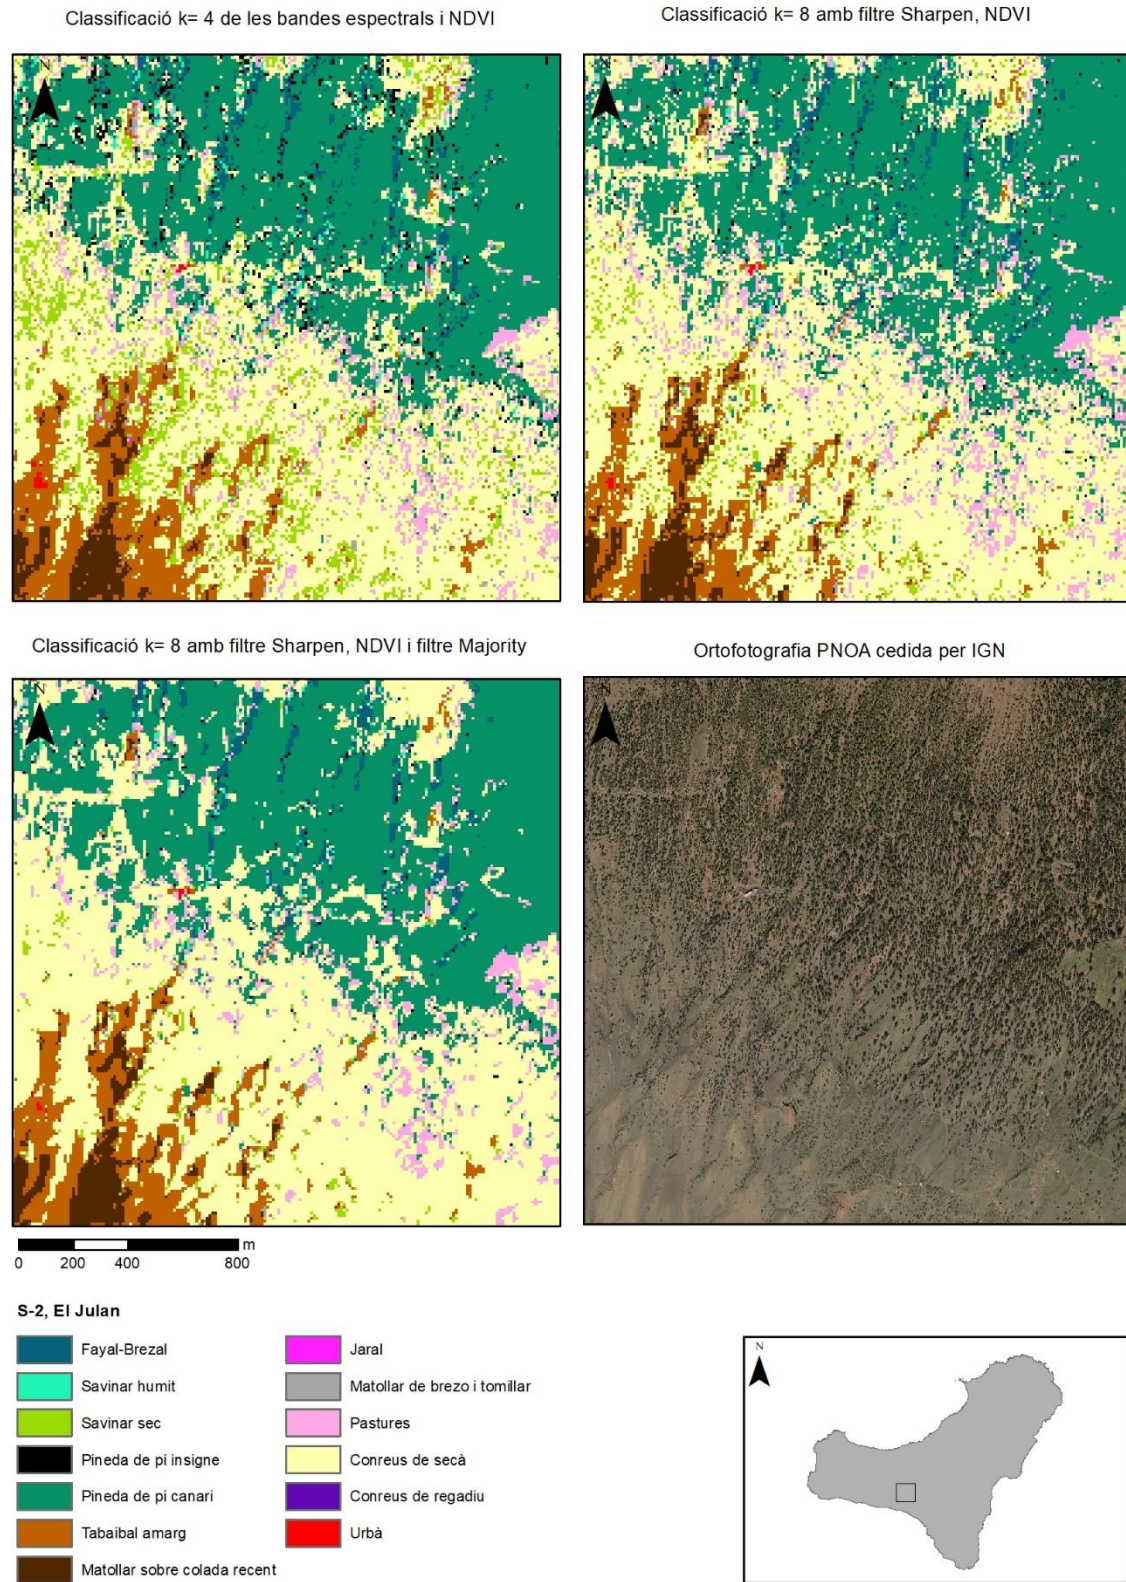 Classificació k= 4 de les bandes espectrals i NDVI
Classificació k= 8 amb filtre Sharpen, NDVI
N
N
Classificació k= 8 amb filtre Sharpen, NDVI i filtre Majority
Ortofotografia PNOA cedida per IGN
N
N
m
0 200 400 800
S-2, El Julan
Fayal-Brezal
Savinar humit
Savinar sec
Pineda de pi insigne
Pineda de pi canari
Tabaibal amarg
Matollar sobre colada recent
Jaral
Matollar de brezo i tomillar
Pastures
Conreus de secà
Conreus de regadiu
Urbà
N